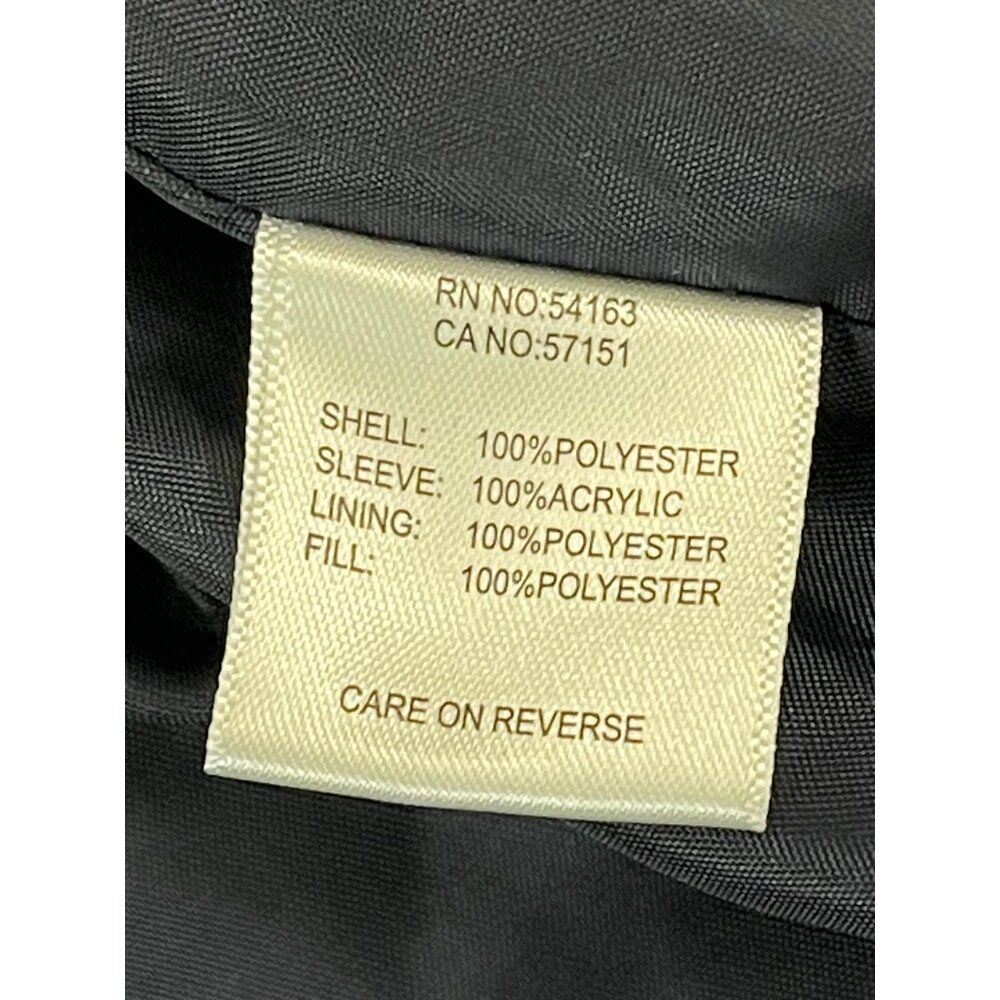 RN NO:54163
CA NO:57151
SHELL: 100%POLYESTER
SLEEVE: 100%ACRYLIC
LINING: 100%POLYESTER
FILL: 100%POLYESTER
CARE ON REVERSE